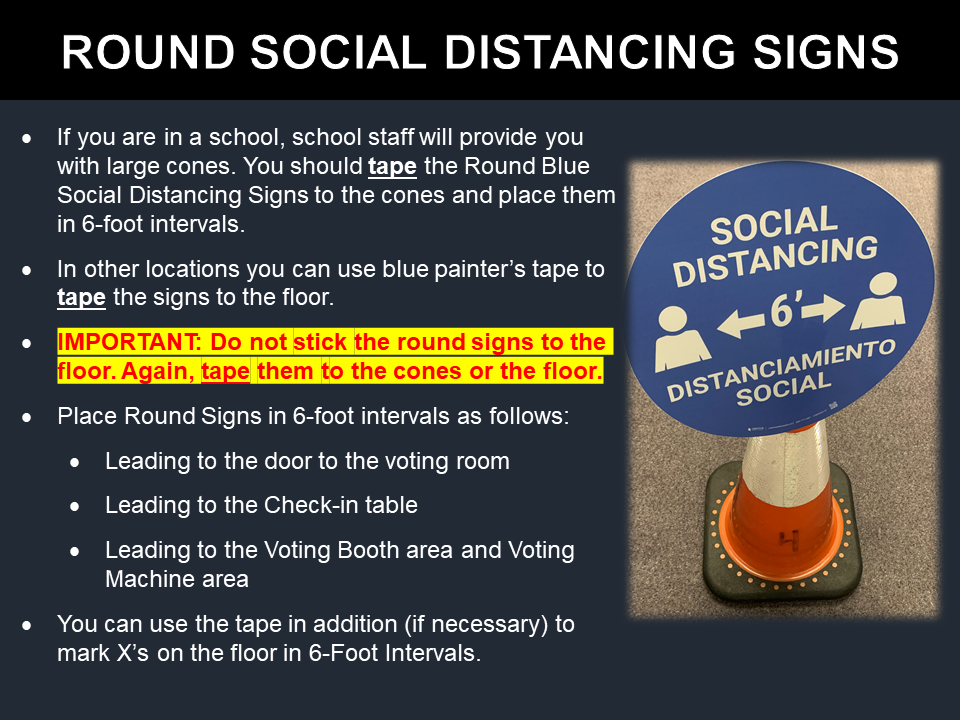 ROUND SOCIAL DISTANCING SIGNS
• If you are in a school, school staff will provide you
with large cones. You should tape the Round Blue
Social Distancing Signs to the cones and place them
in 6-foot intervals.
• In other locations you can use blue painter’s tape to
tape the signs to the floor.
• IMPORTANT: Do not stick the round signs to the
floor. Again, tape them to the cones or the floor.
• Place Round Signs in 6-foot intervals as follows:
• Leading to the door to the voting room
• Leading to the Check-in table
• Leading to the Voting Booth area and Voting
Machine area
• You can use the tape in addition (if necessary) to
mark X’s on the floor in 6-Foot Intervals.
SOCIAL
DISTANCING
6’
DISTANCIAMIENTO
SOCIAL
4